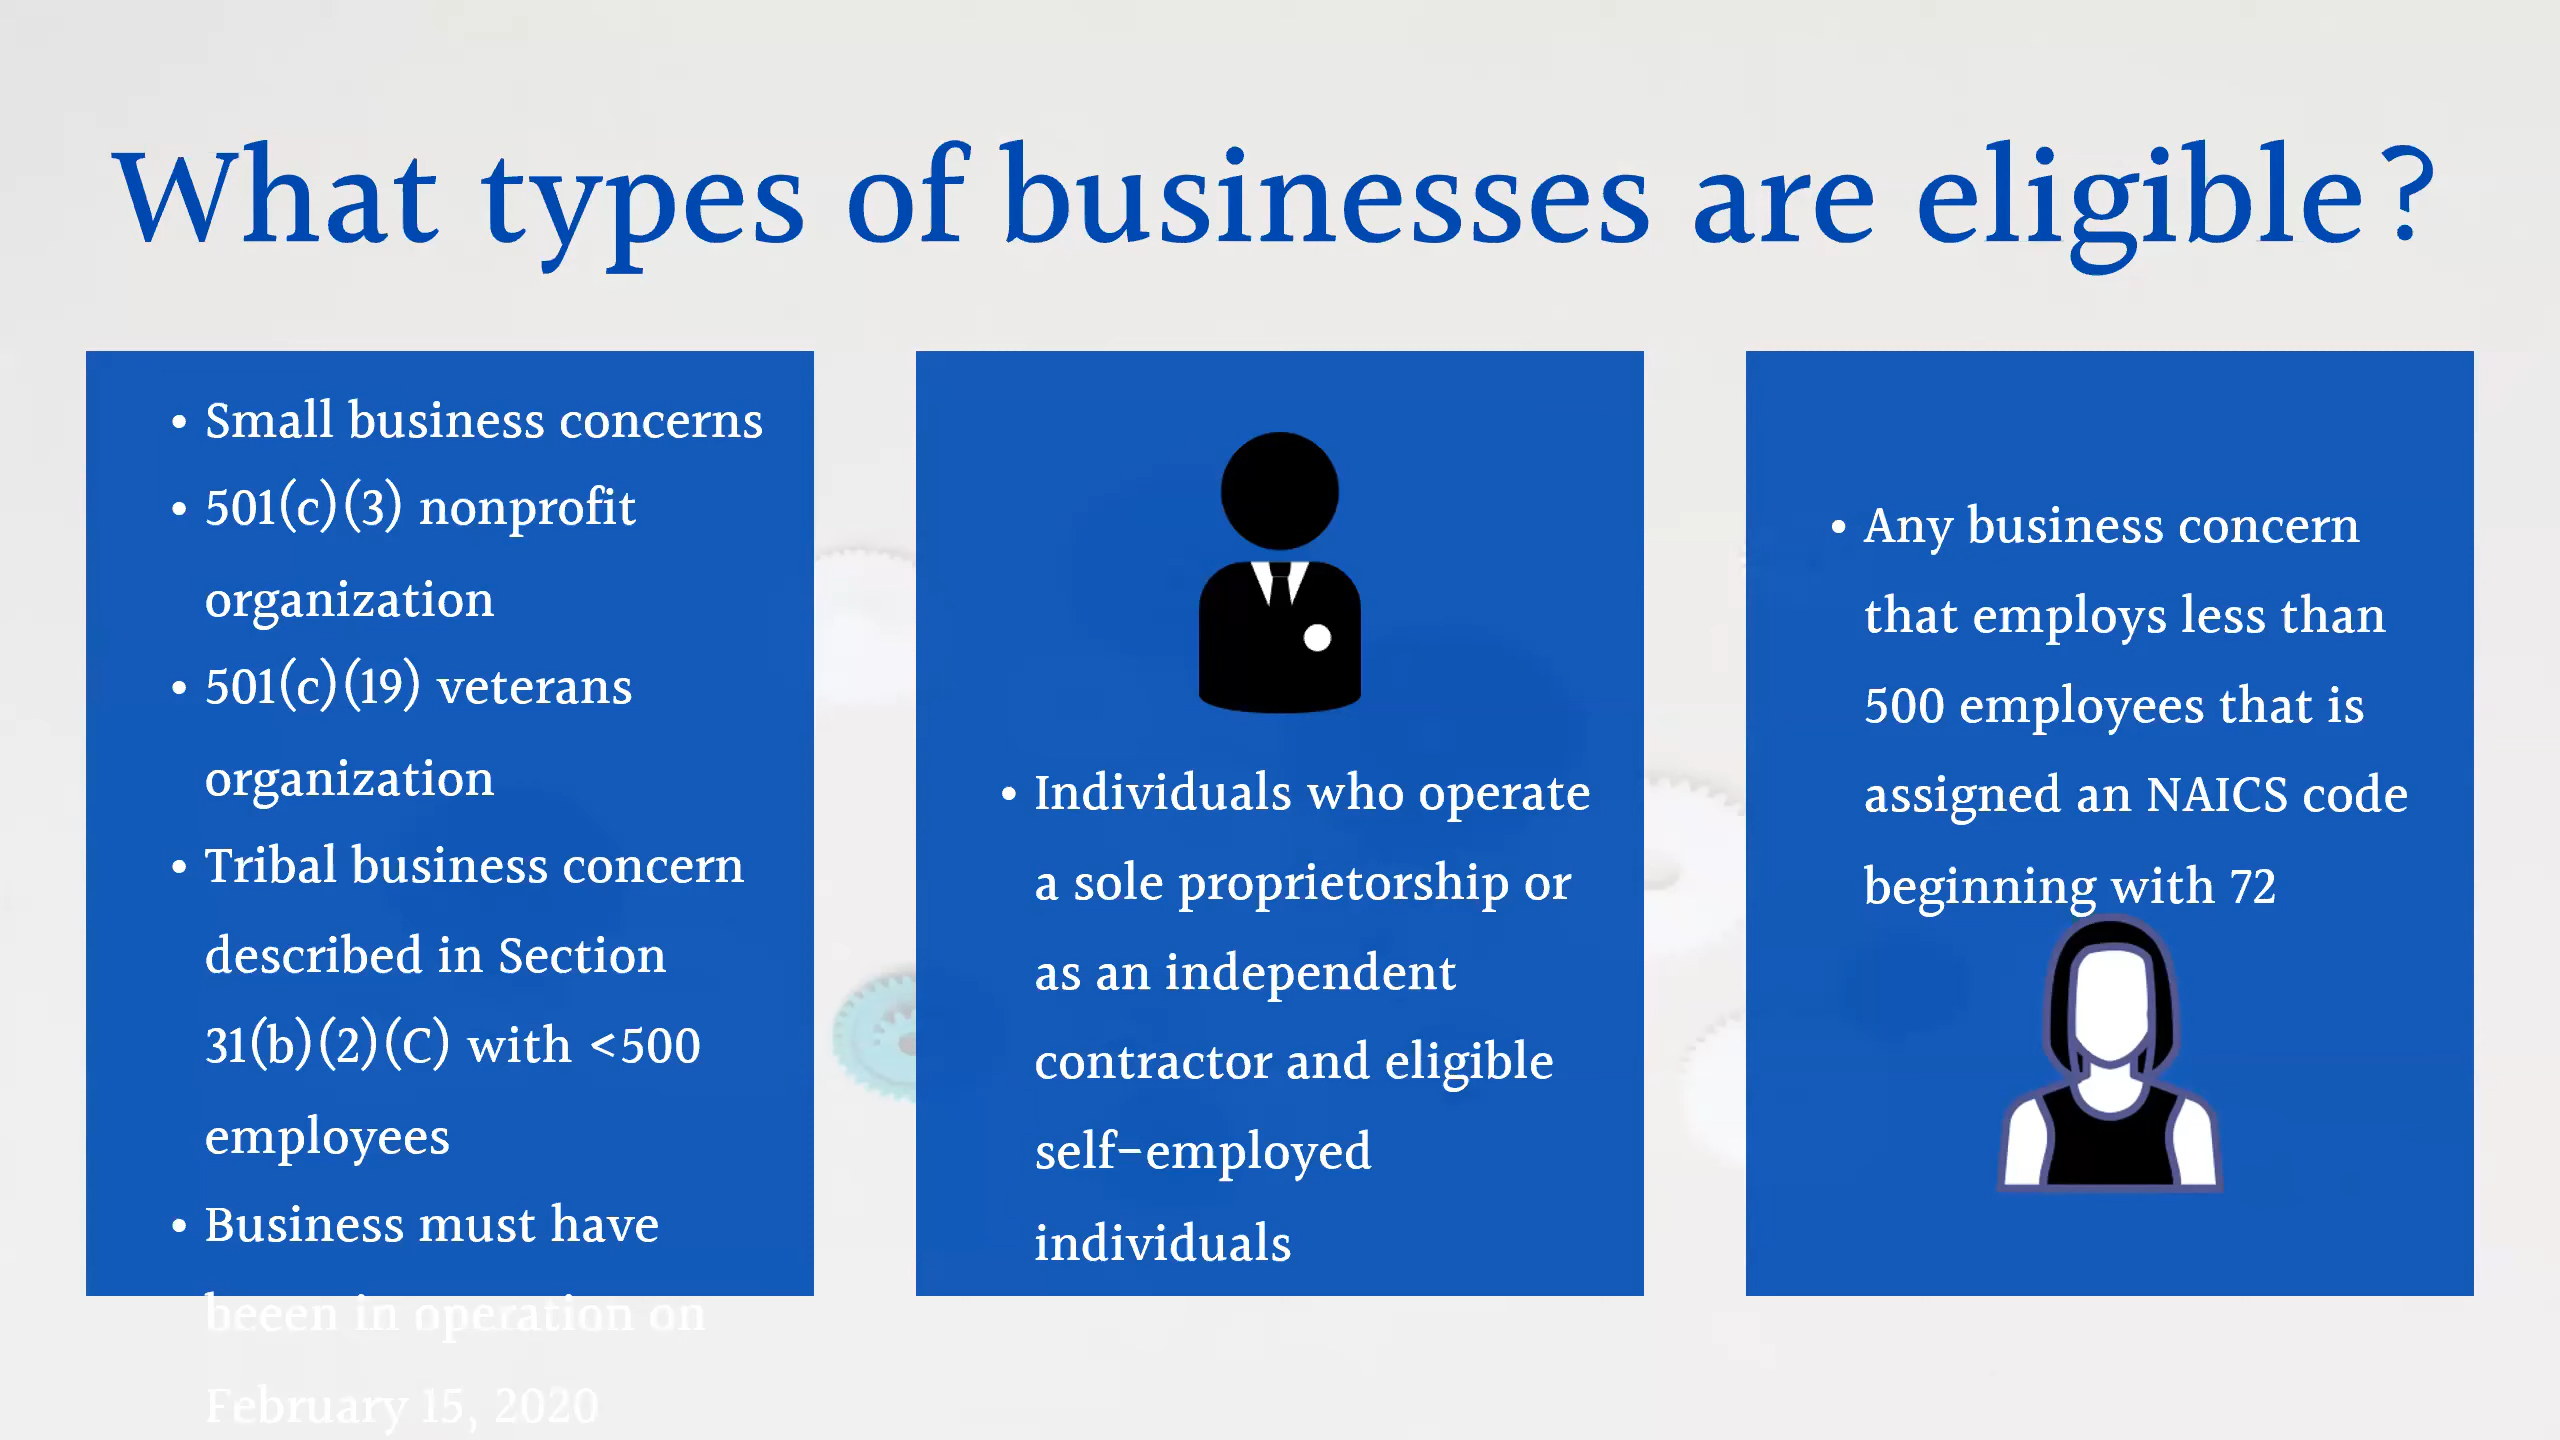 What types of businesses are eligible?
• Small business concerns
• 501(c)(3) nonprofit
organization
• 501(c)(19) veterans
organization
• Tribal business concern
described in Section
31(b)(2)(C) with <500
employees
• Business must have
beeen in operation on
February 15, 2020
• Individuals who operate
a sole proprietorship or
as an independent
contractor and eligible
self-employed
individuals
• Any business concern
that employs less than
500 employees that is
assigned an NAICS code
beginning with 72